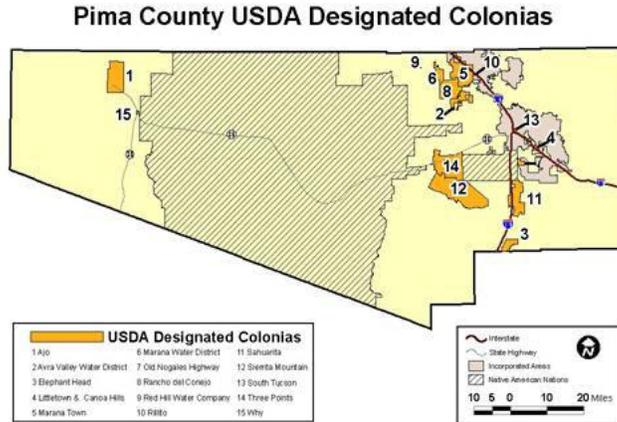 Pima County USDA Designated Colonias
1
15
9.
6
5
10
8
2
13
4
7
14
12
11
3
USDA Designated Colonias
1 Ajo
2 Avra Valley Water District
3 Elephant Head
4 Littletown & Canoa Hills
5 Marana Town
6 Marana Water District
7 Old Nogales Highway
8 Rancho del Conejo
9 Red Hill Water Company
10 Rillito
11 Sahuarita
12 Sierrita Mountain
13 South Tucson
14 Three Points
15 Why
Interstate
State Highway
Incorporated Areas
Native American Nations
N
10 5 0 10 20 Miles